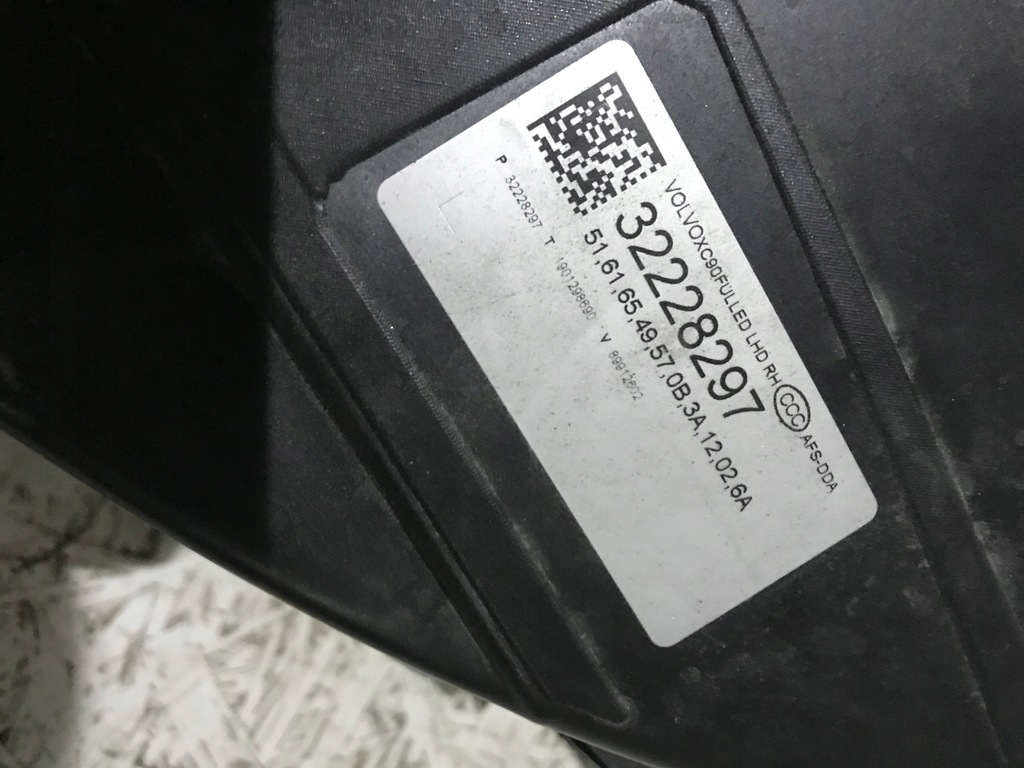 VOLVOXC90FULLED LHD RH CCC AFS-DDA
32228297
51,61,65,49,57,0B,3A,12,02,6A
P 32228297 T 1901298690 V 89912602